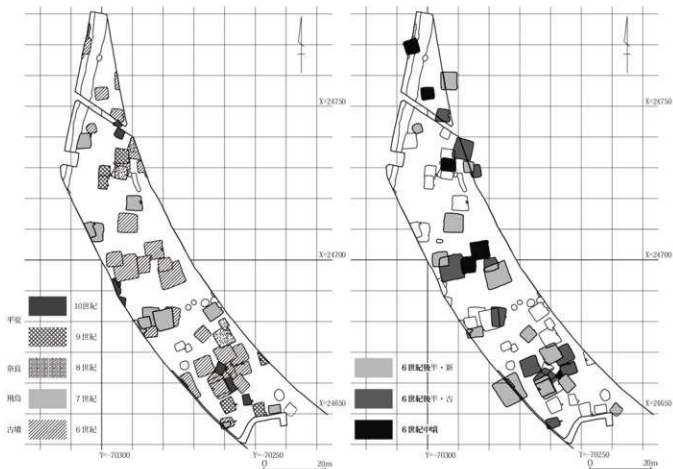 X=24750
X=24700
X=24650
平安
10世紀
9世紀
奈良
8世紀
飛鳥
7世紀
古墳
6世紀
Y=-70300
Y=-70250
0
20m
X=24750
X=24700
X=24650
6世紀後半・新
6世紀後半・古
6世紀中頃
Y=-70300
Y=-70250
0
20m